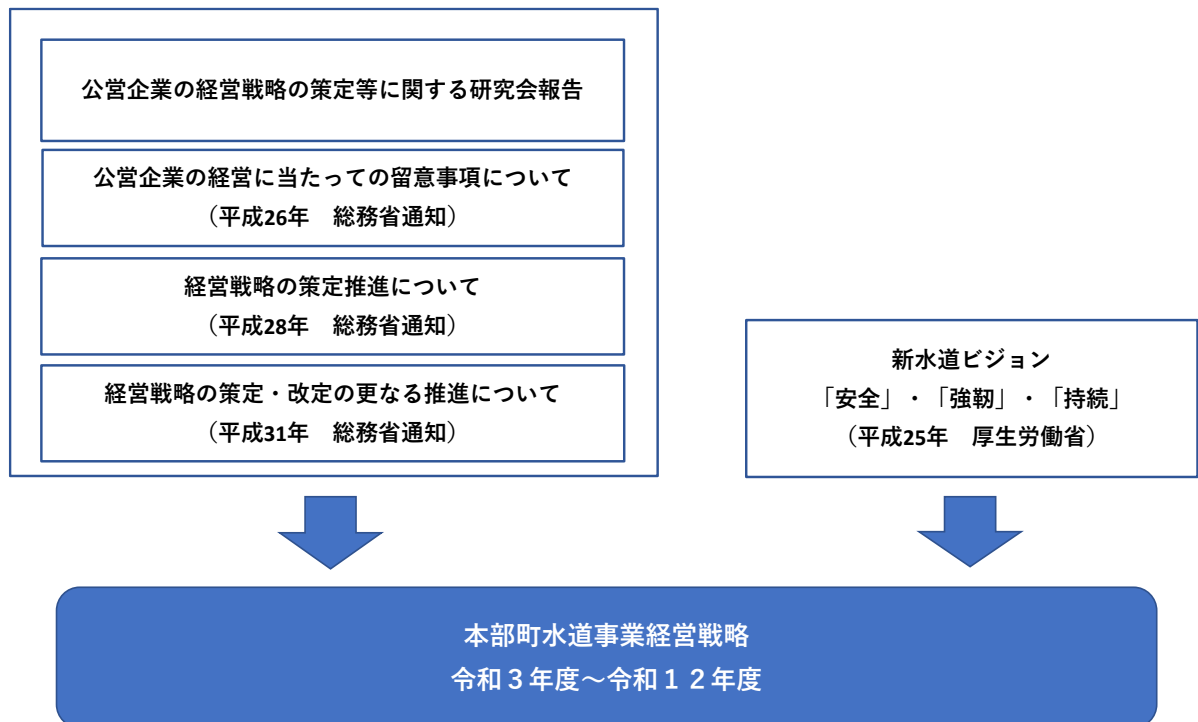 公営企業の経営戦略の策定等に関する研究会報告
公営企業の経営に当たっての留意事項について
（平成26年　総務省通知）
経営戦略の策定推進について
（平成28年　総務省通知）
経営戦略の策定・改定の更なる推進について
（平成31年　総務省通知）
新水道ビジョン
「安全」・「強靭」・「持続」
（平成25年　厚生労働省）
本部町水道事業経営戦略
令和３年度～令和１２年度